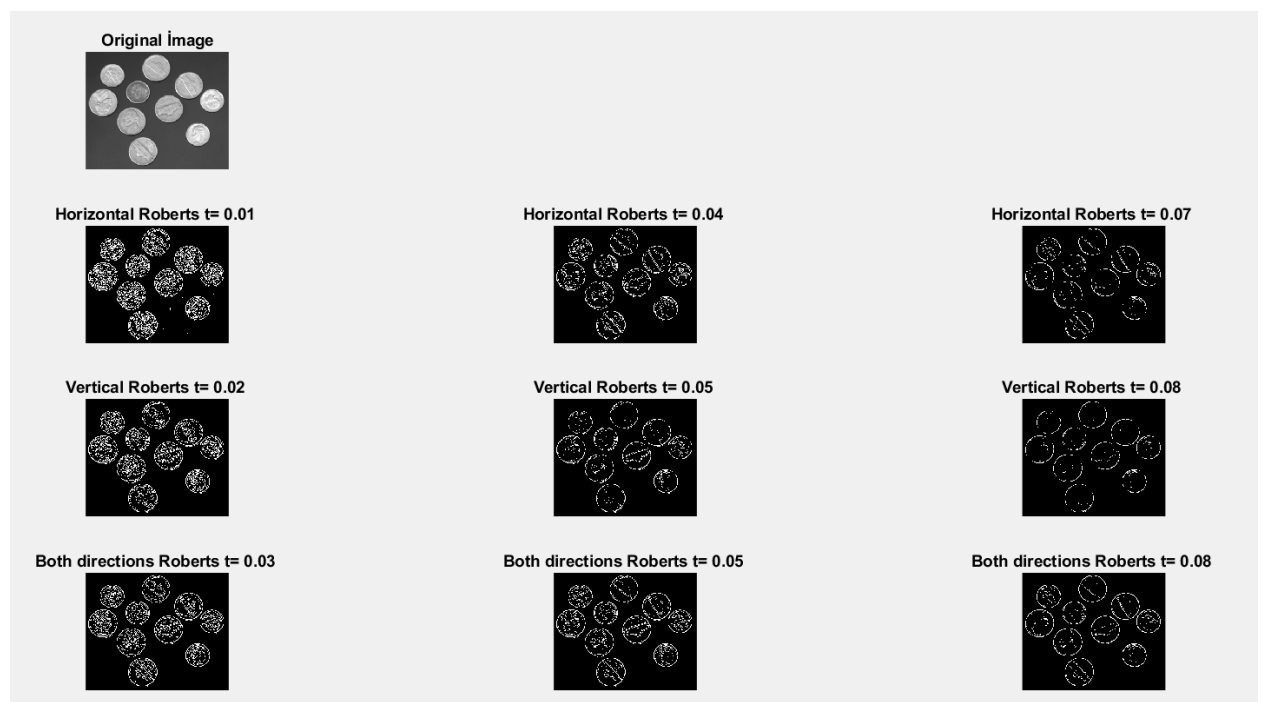 Original İmage
Horizontal Roberts t= 0.01
Horizontal Roberts t= 0.04
Horizontal Roberts t= 0.07
Vertical Roberts t= 0.02
Vertical Roberts t= 0.05
Vertical Roberts t= 0.08
Both directions Roberts t= 0.03
Both directions Roberts t= 0.05
Both directions Roberts t= 0.08